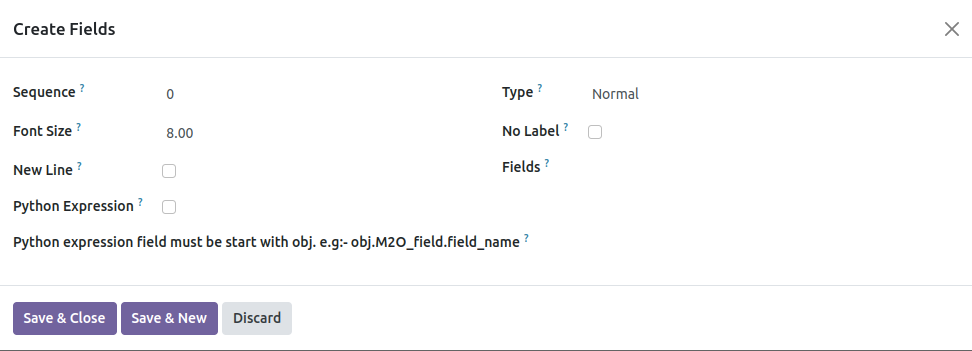 Create Fields
Sequence ? 0 Type ? Normal
Font Size ? 8.00 No Label ?
New Line ? Fields ?
Python Expression ?
Python expression field must be start with obj. e.g:- obj.M2O_field.field_name ?
Save & Close Save & New Discard